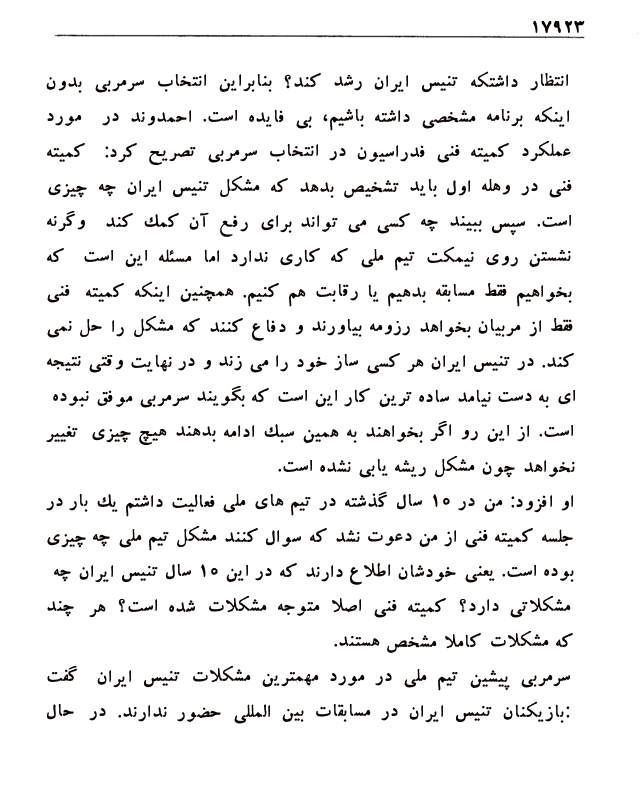 ۱۷۹۲۳
انتظار داشتکه تنیس ایران رشد کند؟ بنابراین انتخاب سرمربی بدون
اینکه برنامه مشخصی داشته باشیم، بی فایده است. احمدوند در مورد
عملکرد کمیته فنی فدراسیون در انتخاب سرمربی تصریح کرد: کمیته
فنی در وهله اول باید تشخیص بدهد که مشکل تنیس ایران چه چیزی
است. سپس ببیند چه کسی می تواند برای رفع آن کمك کند وگرنه
نشستن روی نیمکت تیم ملی که کاری ندارد اما مسئله این است که
بخواهیم فقط مسابقه بدهیم یا رقابت هم کنیم. همچنین اینکه کمیته فنی
فقط از مربیان بخواهد رزومه بیاورند و دفاع کنند که مشکل را حل نمی
کند. در تنیس ایران هر کسی ساز خود را می زند و در نهایت وقتی نتیجه
ای به دست نیامد ساده ترین کار این است که بگویند سرمربی موفق نبوده
است. از این رو اگر بخواهند به همین سبك ادامه بدهند هیچ چیزی تغییر
نخواهد چون مشکل ریشه یابی نشده است.
او افزود: من در ۱۵ سال گذشته در تیم های ملی فعالیت داشتم یك بار در
جلسه کمیته فنی از من دعوت نشد که سوال کنند مشکل تیم ملی چه چیزی
بوده است. یعنی خودشان اطلاع دارند که در این ۱۵ سال تنیس ایران چه
مشکلاتی دارد؟ کمیته فنی اصلا متوجه مشکلات شده است؟ هر چند
که مشکلات کاملا مشخص هستند.
سرمربی پیشین تیم ملی در مورد مهمترین مشکلات تنیس ایران گفت
:بازیکنان تنیس ایران در مسابقات بین المللی حضور ندارند. در حال